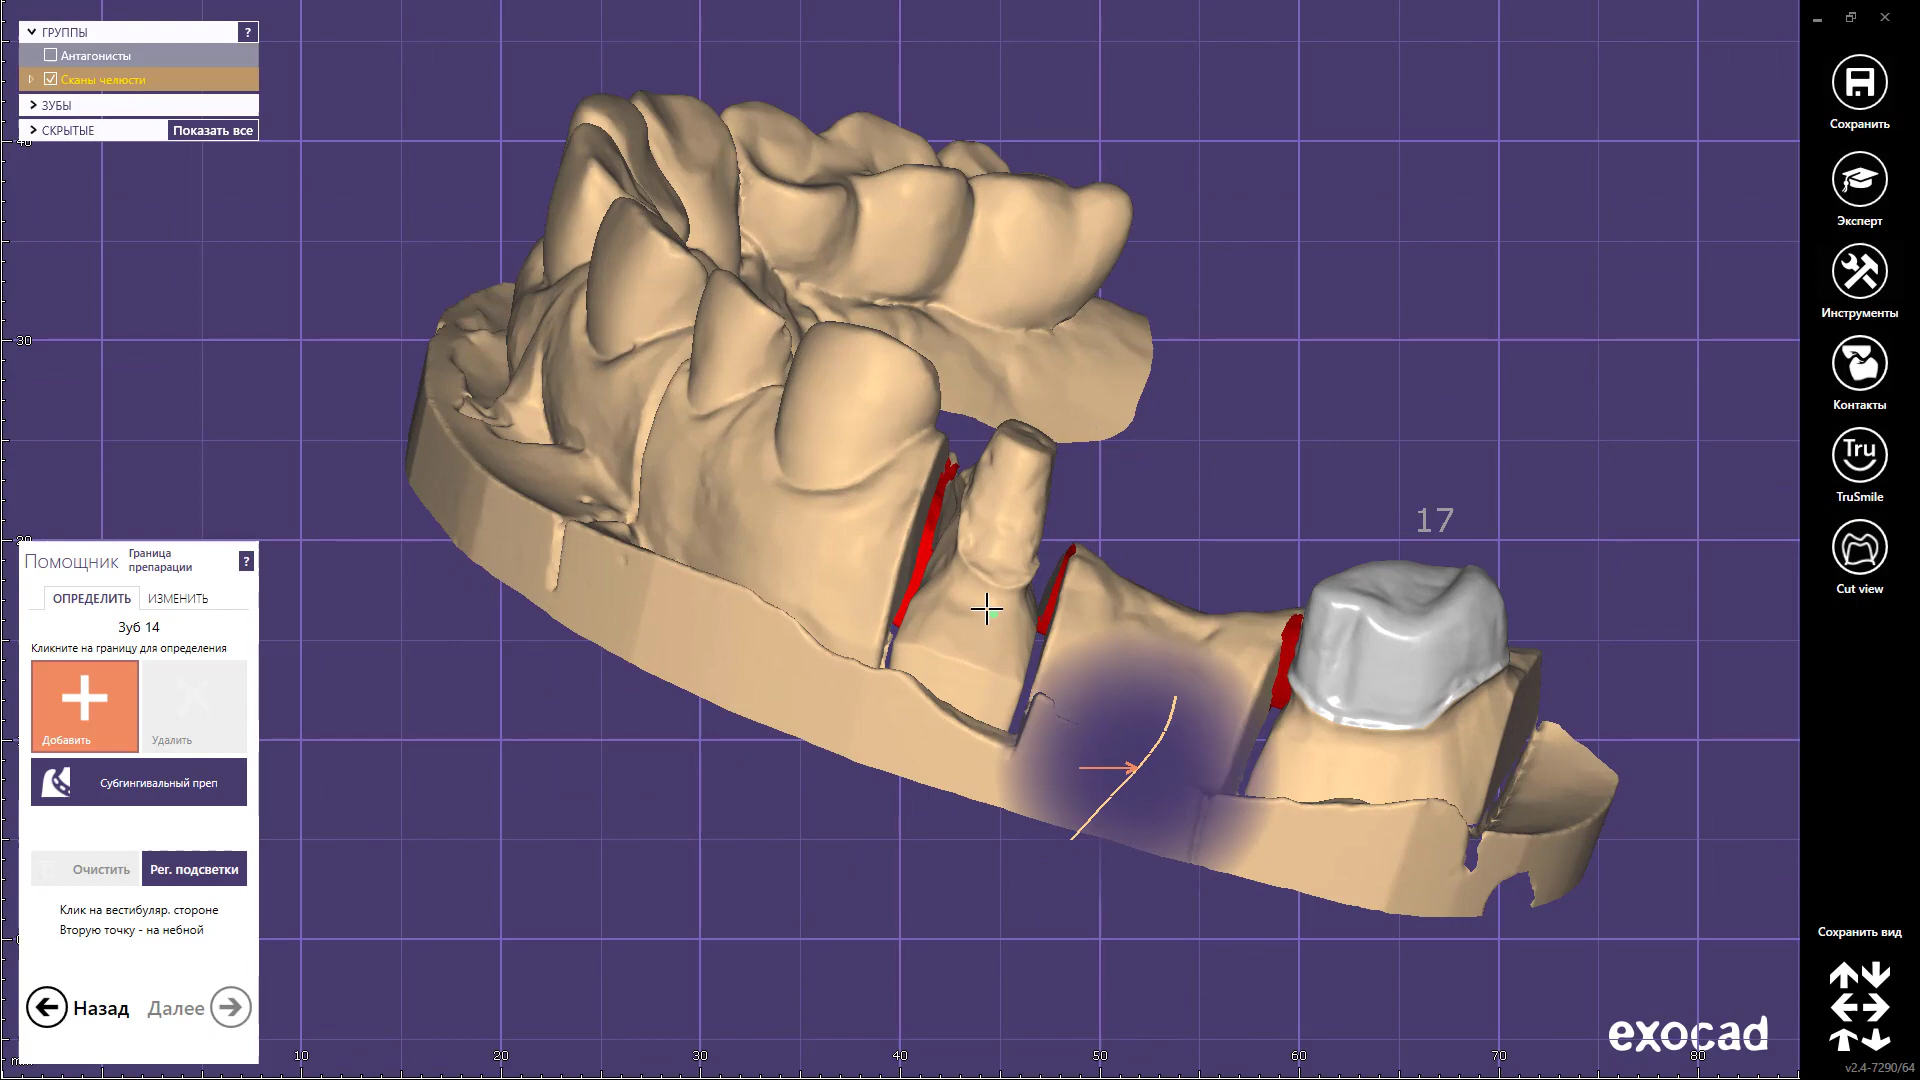 ГРУППЫ ?
Антагонисты
Сканы челюсти
ЗУБЫ
СКРЫТЫЕ Показать все
40
30
Помощник Граница препарации ?
ОПРЕДЕЛИТЬ ИЗМЕНИТЬ
Зуб 14
Кликните на границу для определения
Добавить Удалить
Субгингивальный преп
Очистить Рег. подсветки
Клик на вестибуляр. стороне
Вторую точку - на небной
Назад Далее
10 20 30 40 50 60 70 80
17
Сохранить
Эксперт
Инструменты
Контакты
Tru
TruSmile
Cut view
Сохранить вид
exocad
v2.4-7290/64